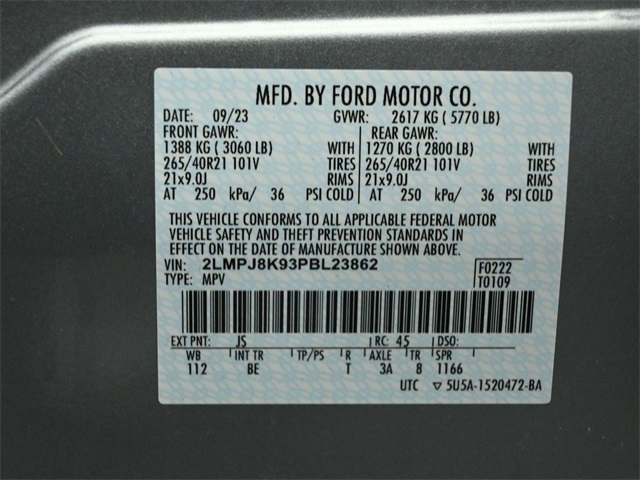 MFD. BY FORD MOTOR CO.
DATE: 09/23 GVWR: 2617 KG ( 5770 LB)
FRONT GAWR: REAR GAWR:
1388 KG ( 3060 LB) WITH 1270 KG ( 2800 LB) WITH
265/40R21 101V TIRES 265/40R21 101V TIRES
21x9.0J RIMS 21x9.0J RIMS
AT 250 kPa/ 36 PSI COLD AT 250 kPa/ 36 PSI COLD
THIS VEHICLE CONFORMS TO ALL APPLICABLE FEDERAL MOTOR
VEHICLE SAFETY AND THEFT PREVENTION STANDARDS IN
EFFECT ON THE DATE OF MANUFACTURE SHOWN ABOVE.
VIN: 2LMPJ8K93PBL23862 F0222
TYPE: MPV T0109
EXT PNT: JS RC: 45 DSO:
WB INT TR TP/PS R AXLE TR SPR
112 BE T 3A 8 1166
UTC ▽ 5U5A-1520472-BA